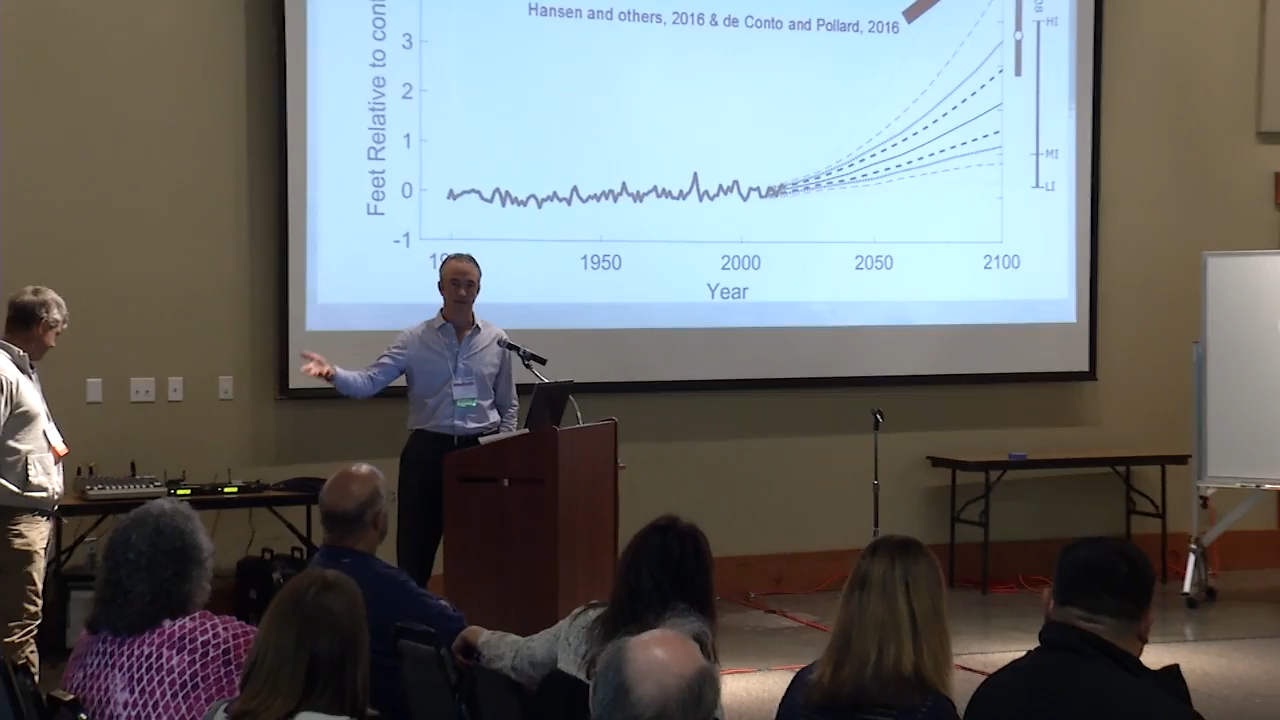 Hansen and others, 2016 & de Conto and Pollard, 2016
Feet Relative to
3
2
1
0
-1
HI
MI
LI
1950
2000
2050
2100
Year